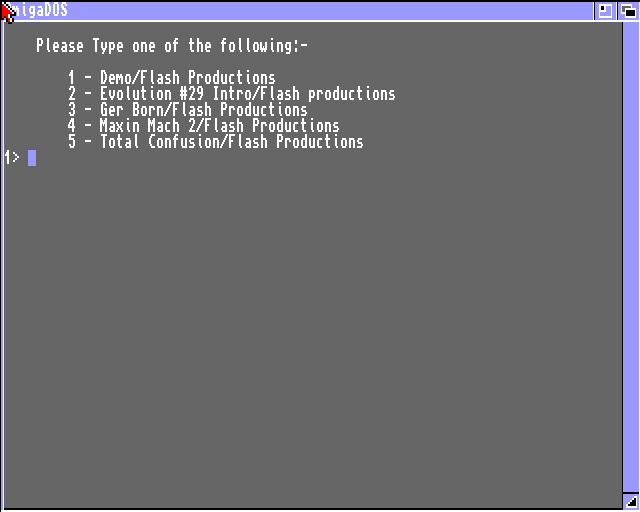 migaDOS
Please Type one of the following:-
1 - Demo/Flash Productions
2 - Evolution #29 Intro/Flash productions
3 - Ger Born/Flash Productions
4 - Maxin Mach 2/Flash Productions
5 - Total Confusion/Flash Productions
1>